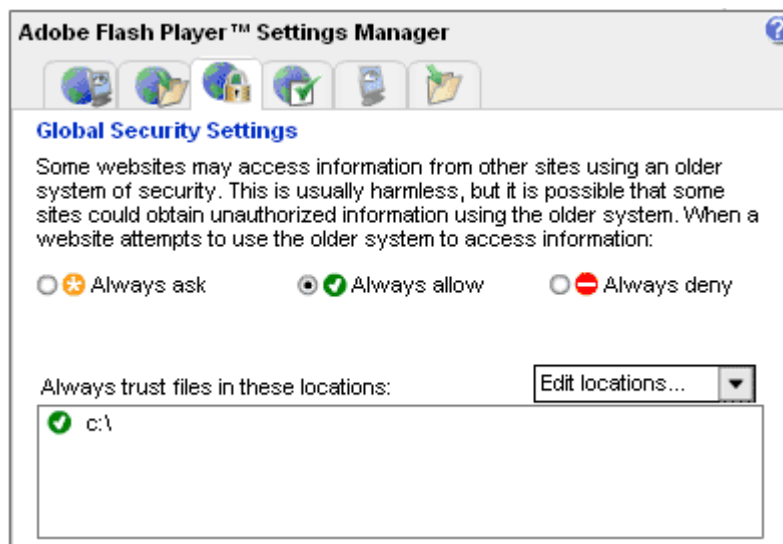 Adobe Flash Player™ Settings Manager
?
Global Security Settings
Some websites may access information from other sites using an older
system of security. This is usually harmless, but it is possible that some
sites could obtain unauthorized information using the older system. When a
website attempts to use the older system to access information:
Always ask
Always allow
Always deny
Always trust files in these locations:
Edit locations...
c:\